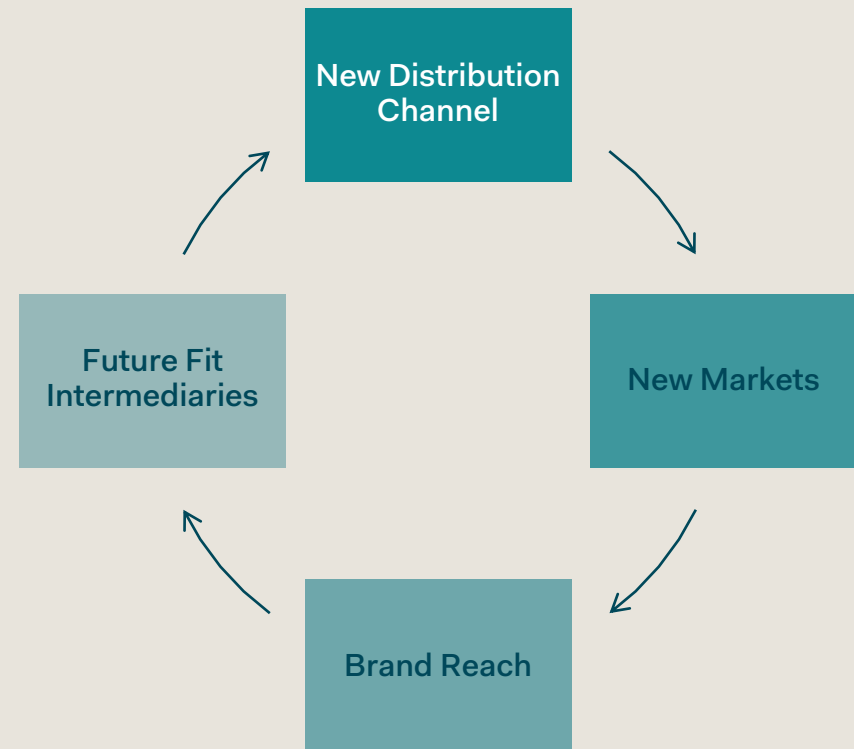 New Distribution
Channel
New Markets
Brand Reach
Future Fit
Intermediaries